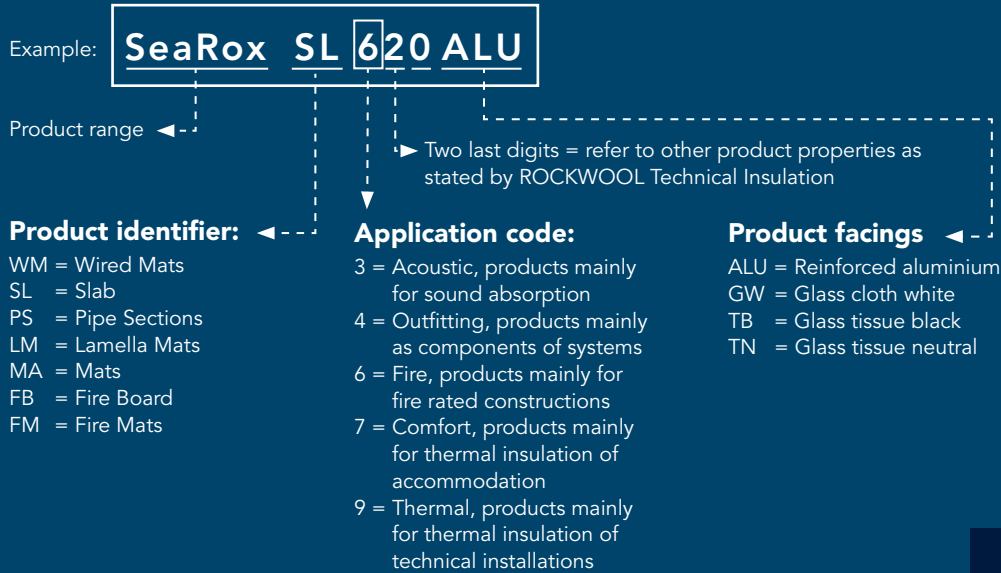 Example: SeaRox SL 620 ALU
Product range
Two last digits = refer to other product properties as
stated by ROCKWOOL Technical Insulation
Product identifier:
WM = Wired Mats
SL = Slab
PS = Pipe Sections
LM = Lamella Mats
MA = Mats
FB = Fire Board
FM = Fire Mats
Application code:
3 = Acoustic, products mainly
for sound absorption
4 = Outfitting, products mainly
as components of systems
6 = Fire, products mainly for
fire rated constructions
7 = Comfort, products mainly
for thermal insulation of
accommodation
9 = Thermal, products mainly
for thermal insulation of
technical installations
Product facings
ALU = Reinforced aluminium
GW = Glass cloth white
TB = Glass tissue black
TN = Glass tissue neutral